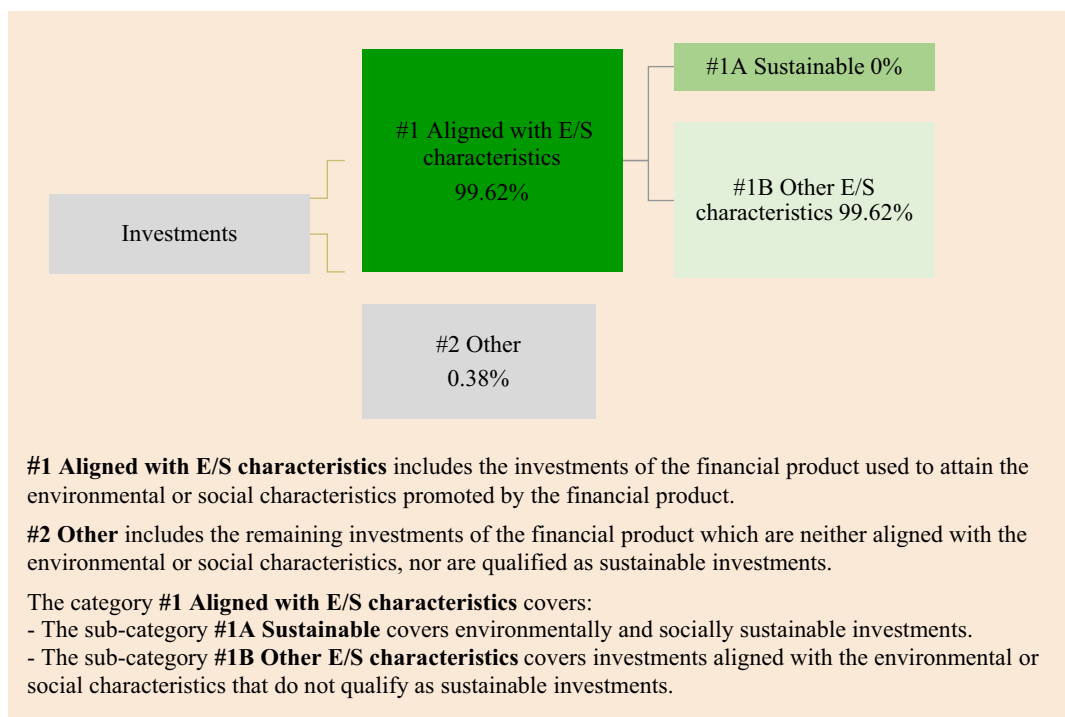 Investments
#1 Aligned with E/S
characteristics
99.62%
#1A Sustainable 0%
#1B Other E/S
characteristics 99.62%
#2 Other
0.38%
#1 Aligned with E/S characteristics includes the investments of the financial product used to attain the
environmental or social characteristics promoted by the financial product.
#2 Other includes the remaining investments of the financial product which are neither aligned with the
environmental or social characteristics, nor are qualified as sustainable investments.
The category #1 Aligned with E/S characteristics covers:
- The sub-category #1A Sustainable covers environmentally and socially sustainable investments.
- The sub-category #1B Other E/S characteristics covers investments aligned with the environmental or
social characteristics that do not qualify as sustainable investments.